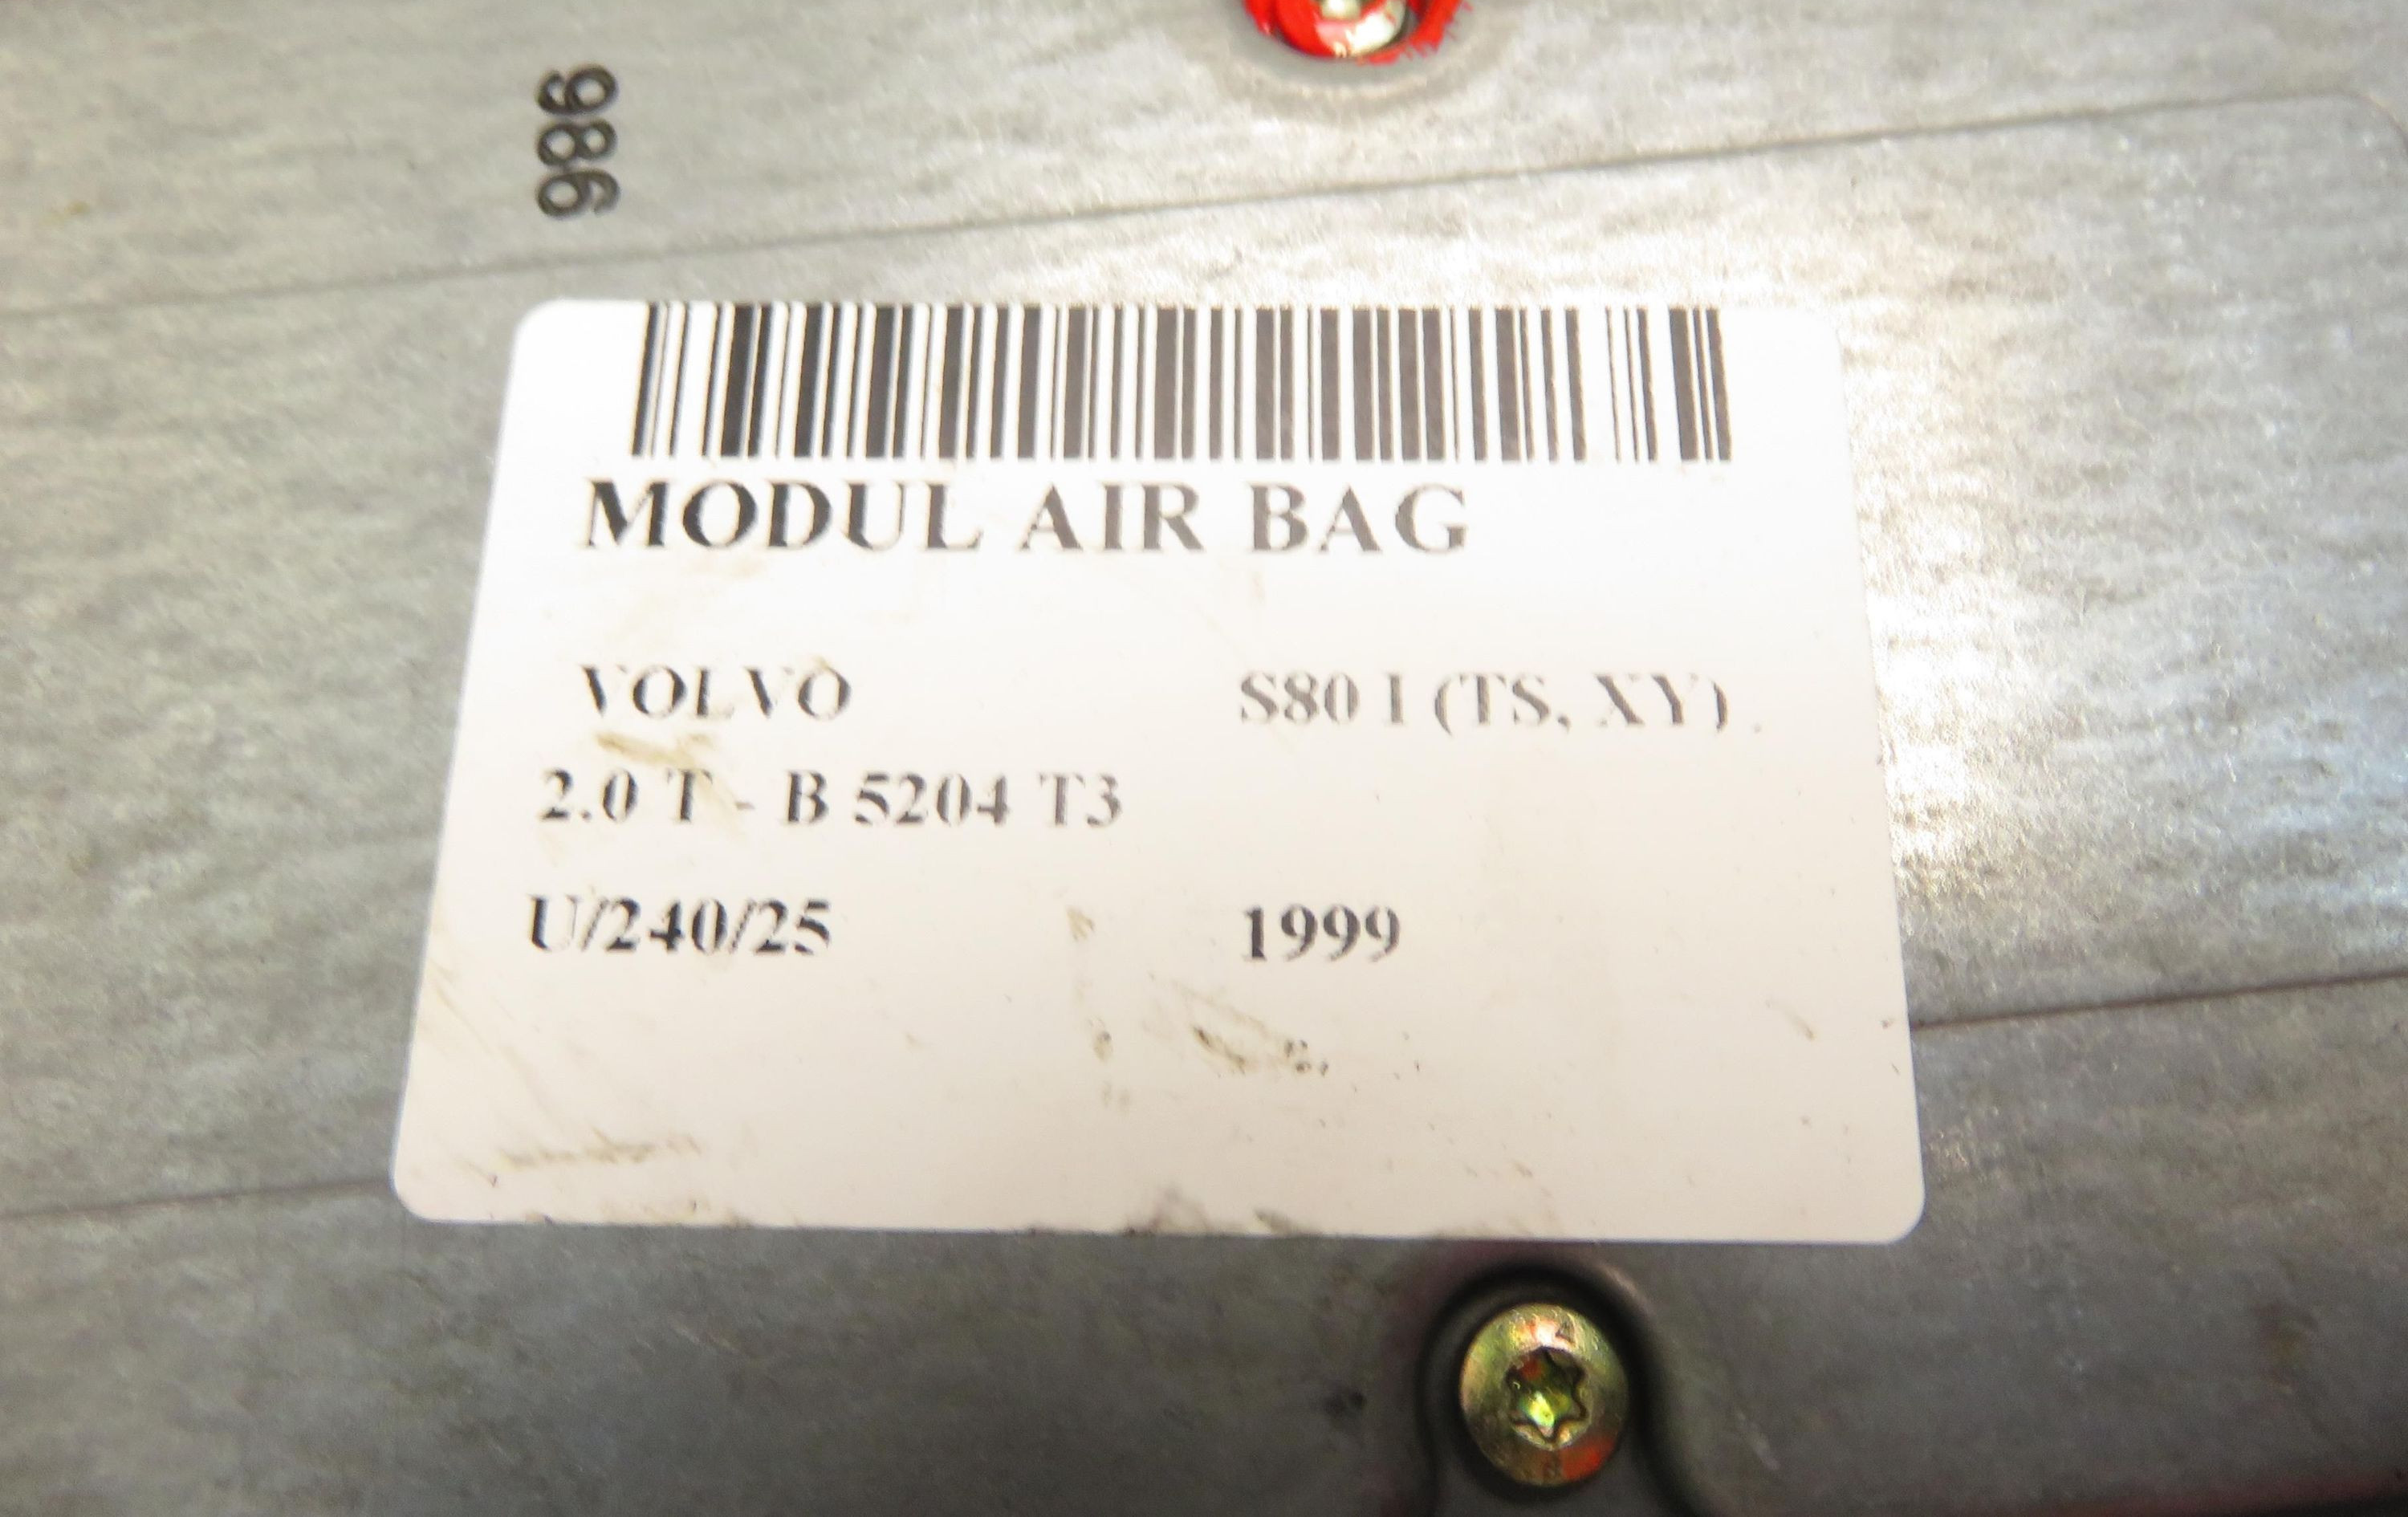 986
MODUL AIR BAG
VOLVO S80 I (TS, XY)
2.0 T - B 5204 T3
U/240/25 1999